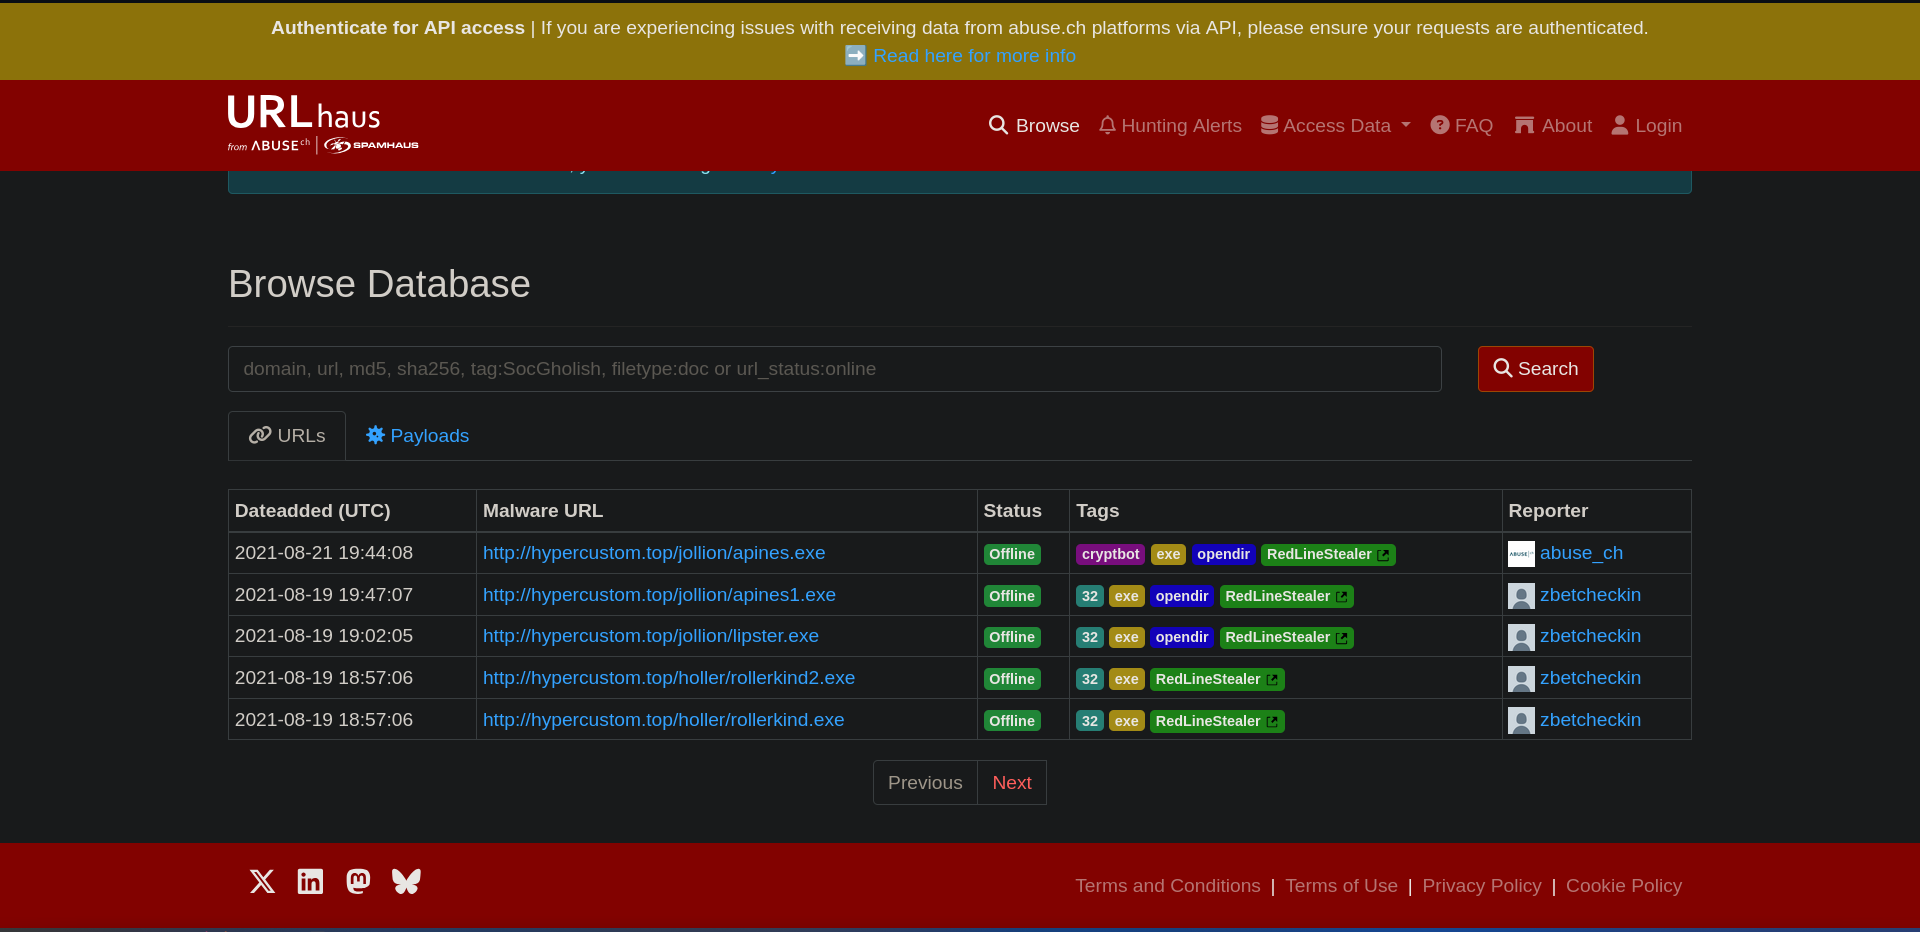 Authenticate for API access | If you are experiencing issues with receiving data from abuse.ch platforms via API, please ensure your requests are authenticated.
➡️ Read here for more info
URLhaus
from ABUSE ch | SPAMHAUS
Browse Hunting Alerts Access Data FAQ About Login
Browse Database
domain, url, md5, sha256, tag:SocGholish, filetype:doc or url_status:online
Search
URLs Payloads
Dateadded (UTC) Malware URL Status Tags Reporter
2021-08-21 19:44:08 http://hypercustom.top/jollion/apines.exe Offline cryptbot exe opendir RedLineStealer abuse_ch
2021-08-19 19:47:07 http://hypercustom.top/jollion/apines1.exe Offline 32 exe opendir RedLineStealer zbetcheckin
2021-08-19 19:02:05 http://hypercustom.top/jollion/lipster.exe Offline 32 exe opendir RedLineStealer zbetcheckin
2021-08-19 18:57:06 http://hypercustom.top/holler/rollerkind2.exe Offline 32 exe RedLineStealer zbetcheckin
2021-08-19 18:57:06 http://hypercustom.top/holler/rollerkind.exe Offline 32 exe RedLineStealer zbetcheckin
Previous Next
Terms and Conditions | Terms of Use | Privacy Policy | Cookie Policy